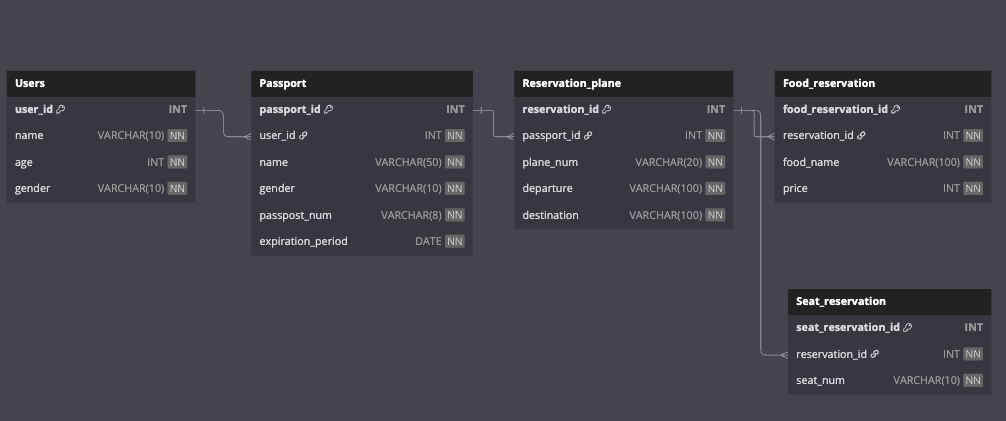 Users
user_id INT
name VARCHAR(10) NN
age INT NN
gender VARCHAR(10) NN
Passport
passport_id INT
user_id INT NN
name VARCHAR(50) NN
gender VARCHAR(10) NN
passpost_num VARCHAR(8) NN
expiration_period DATE NN
Reservation_plane
reservation_id INT
passport_id INT NN
plane_num VARCHAR(20) NN
departure VARCHAR(100) NN
destination VARCHAR(100) NN
Food_reservation
food_reservation_id INT
reservation_id INT NN
food_name VARCHAR(100) NN
price INT NN
Seat_reservation
seat_reservation_id INT
reservation_id INT NN
seat_num VARCHAR(10) NN